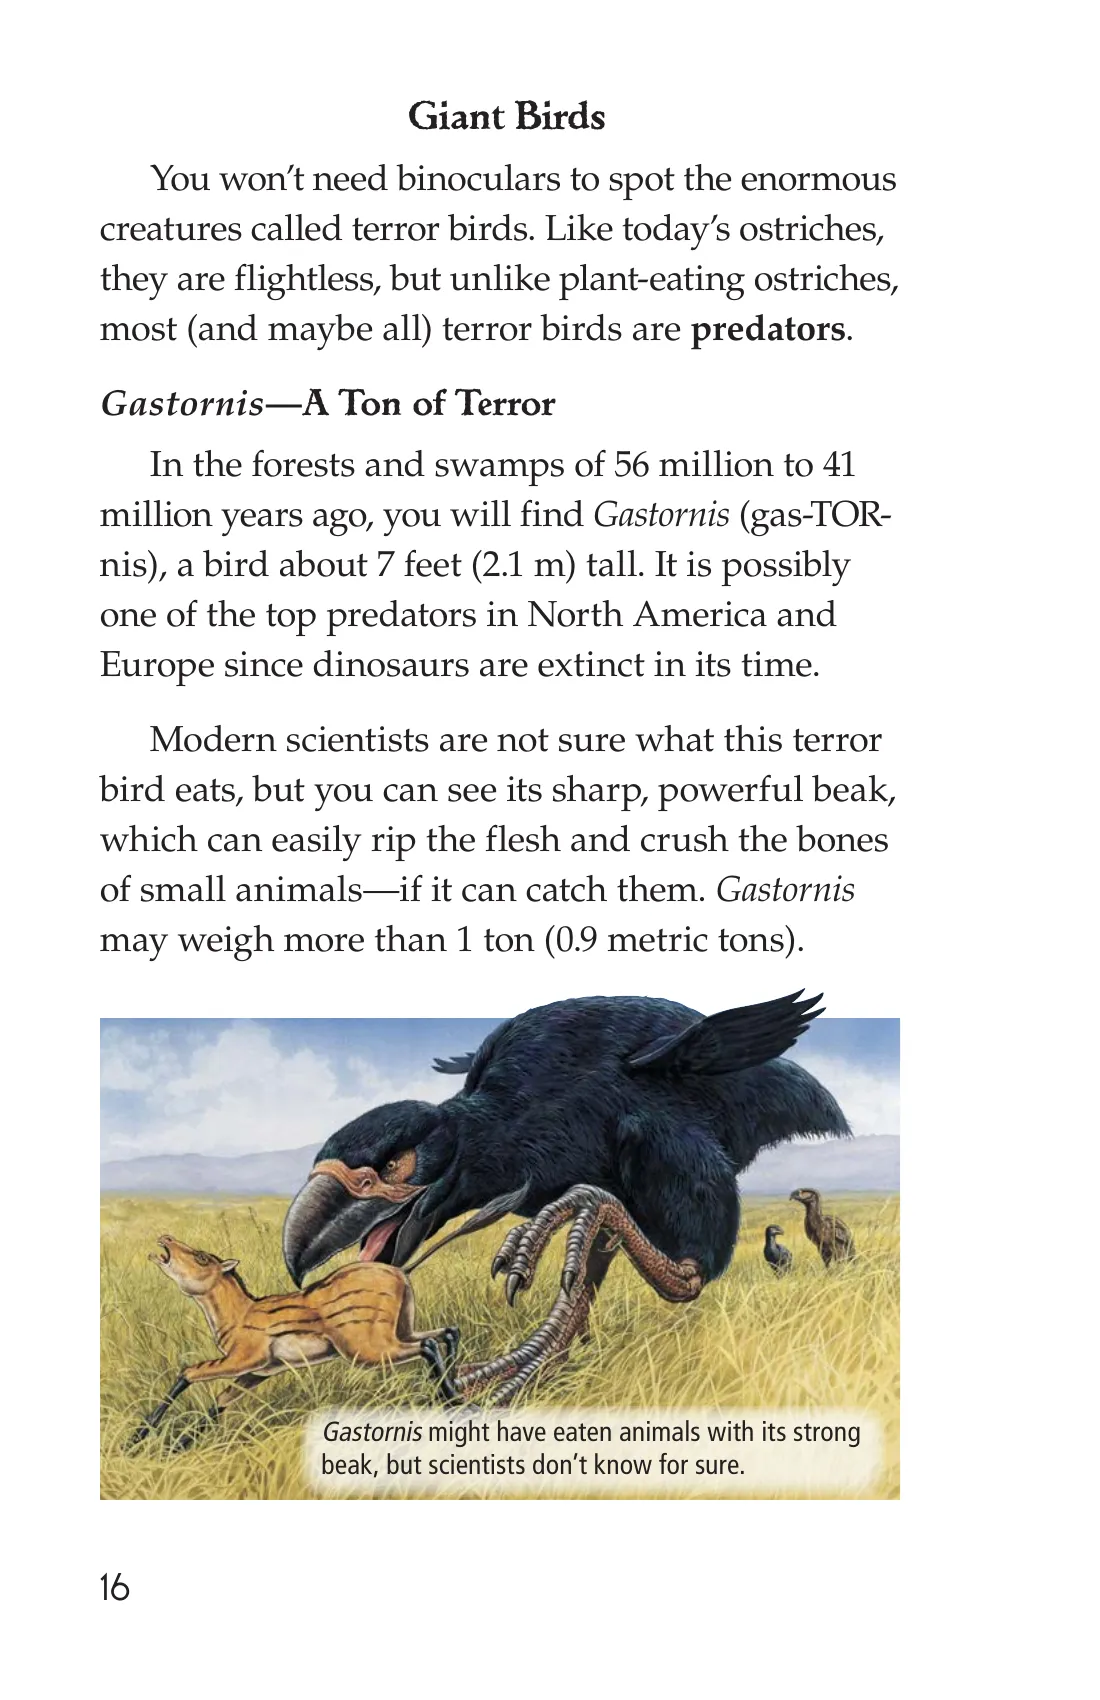 Giant Birds
You won’t need binoculars to spot the enormous
creatures called terror birds. Like today’s ostriches,
they are flightless, but unlike plant-eating ostriches,
most (and maybe all) terror birds are predators.
Gastornis—A Ton of Terror
In the forests and swamps of 56 million to 41
million years ago, you will find Gastornis (gas-TOR-
nis), a bird about 7 feet (2.1 m) tall. It is possibly
one of the top predators in North America and
Europe since dinosaurs are extinct in its time.
Modern scientists are not sure what this terror
bird eats, but you can see its sharp, powerful beak,
which can easily rip the flesh and crush the bones
of small animals—if it can catch them. Gastornis
may weigh more than 1 ton (0.9 metric tons).
Gastornis might have eaten animals with its strong
beak, but scientists don’t know for sure.
16